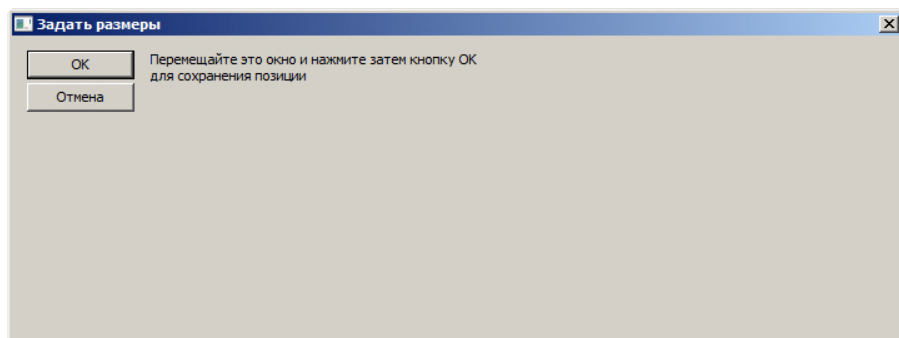 Задать размеры
OK
Перемещайте это окно и нажмите затем кнопку OK
для сохранения позиции
Отмена